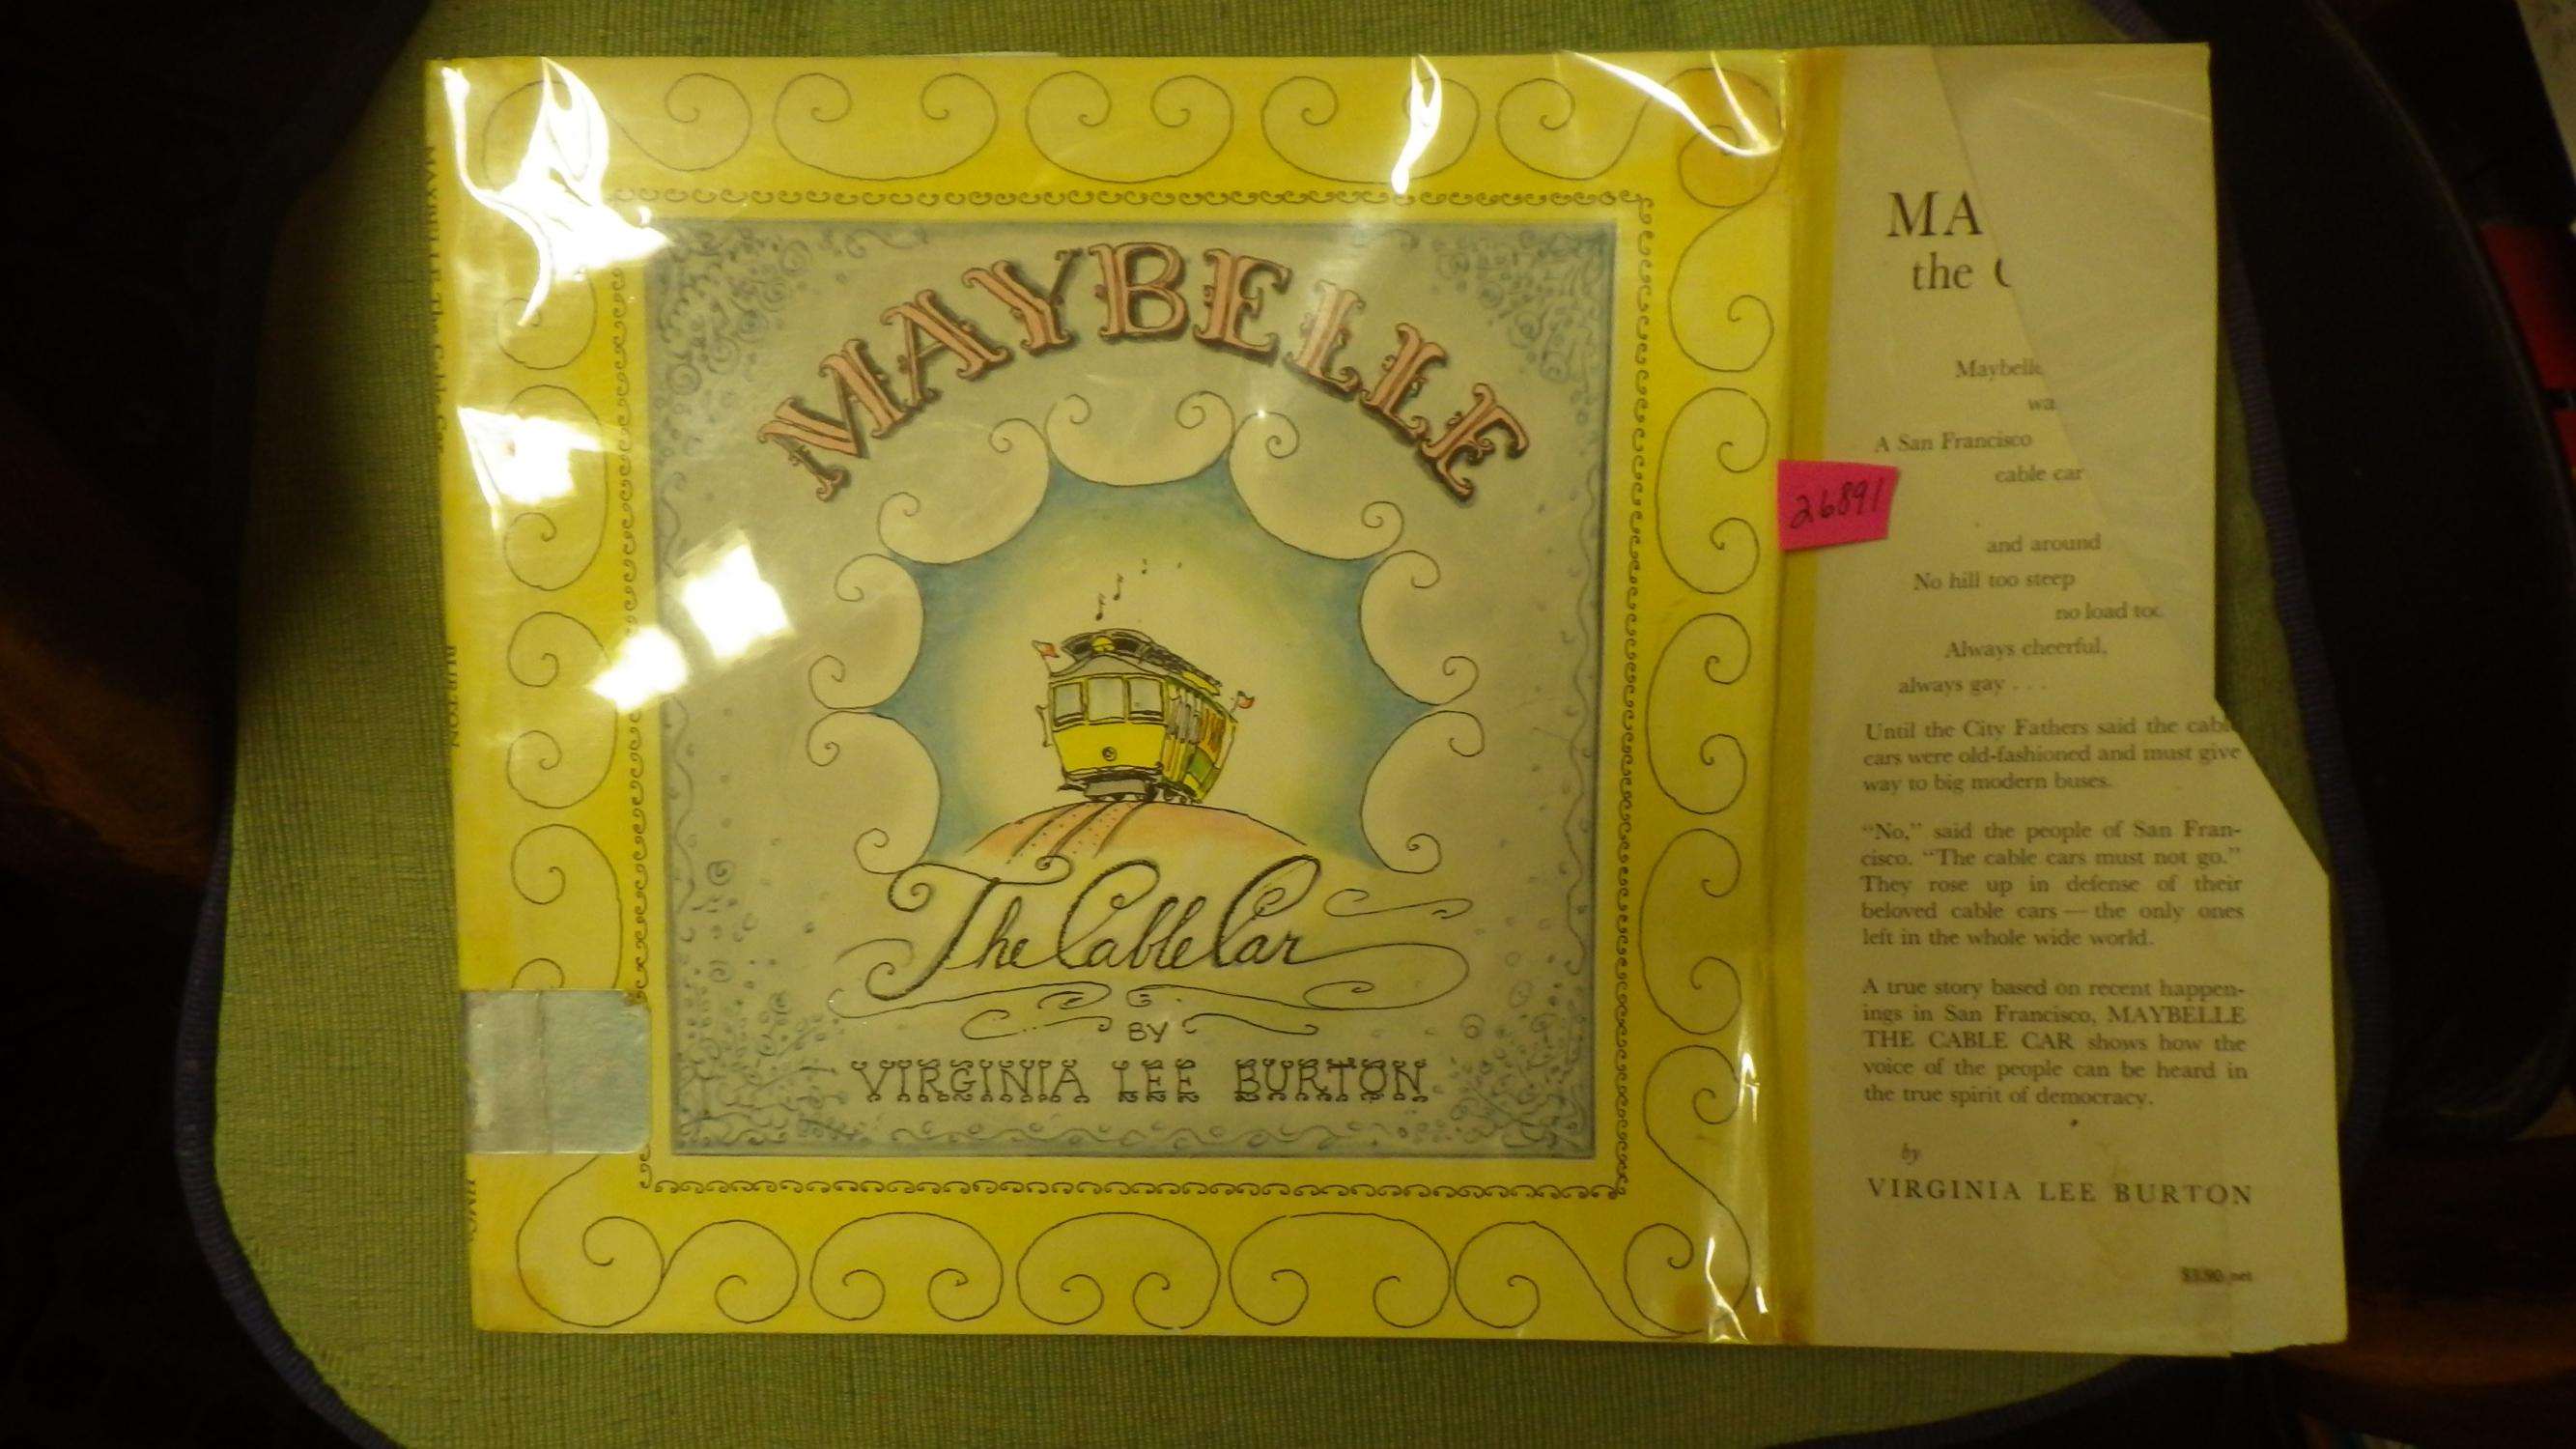 MAYBELLE The Cable Car
BURTON
MAYBELLE
The Cable Car
BY
VIRGINIA LEE BURTON
26891
MA
the
Maybelle
wa
A San Francisco
cable car
and around
No hill too steep
no load too
Always cheerful,
always gay . . .
Until the City Fathers said the cable
cars were old-fashioned and must give
way to big modern buses.
“No,” said the people of San Fran-
cisco. “The cable cars must not go.”
They rose up in defense of their
beloved cable cars — the only ones
left in the whole wide world.
A true story based on recent happen-
ings in San Francisco, MAYBELLE
THE CABLE CAR shows how the
voice of the people can be heard in
the true spirit of democracy.
by
VIRGINIA LEE BURTON
net